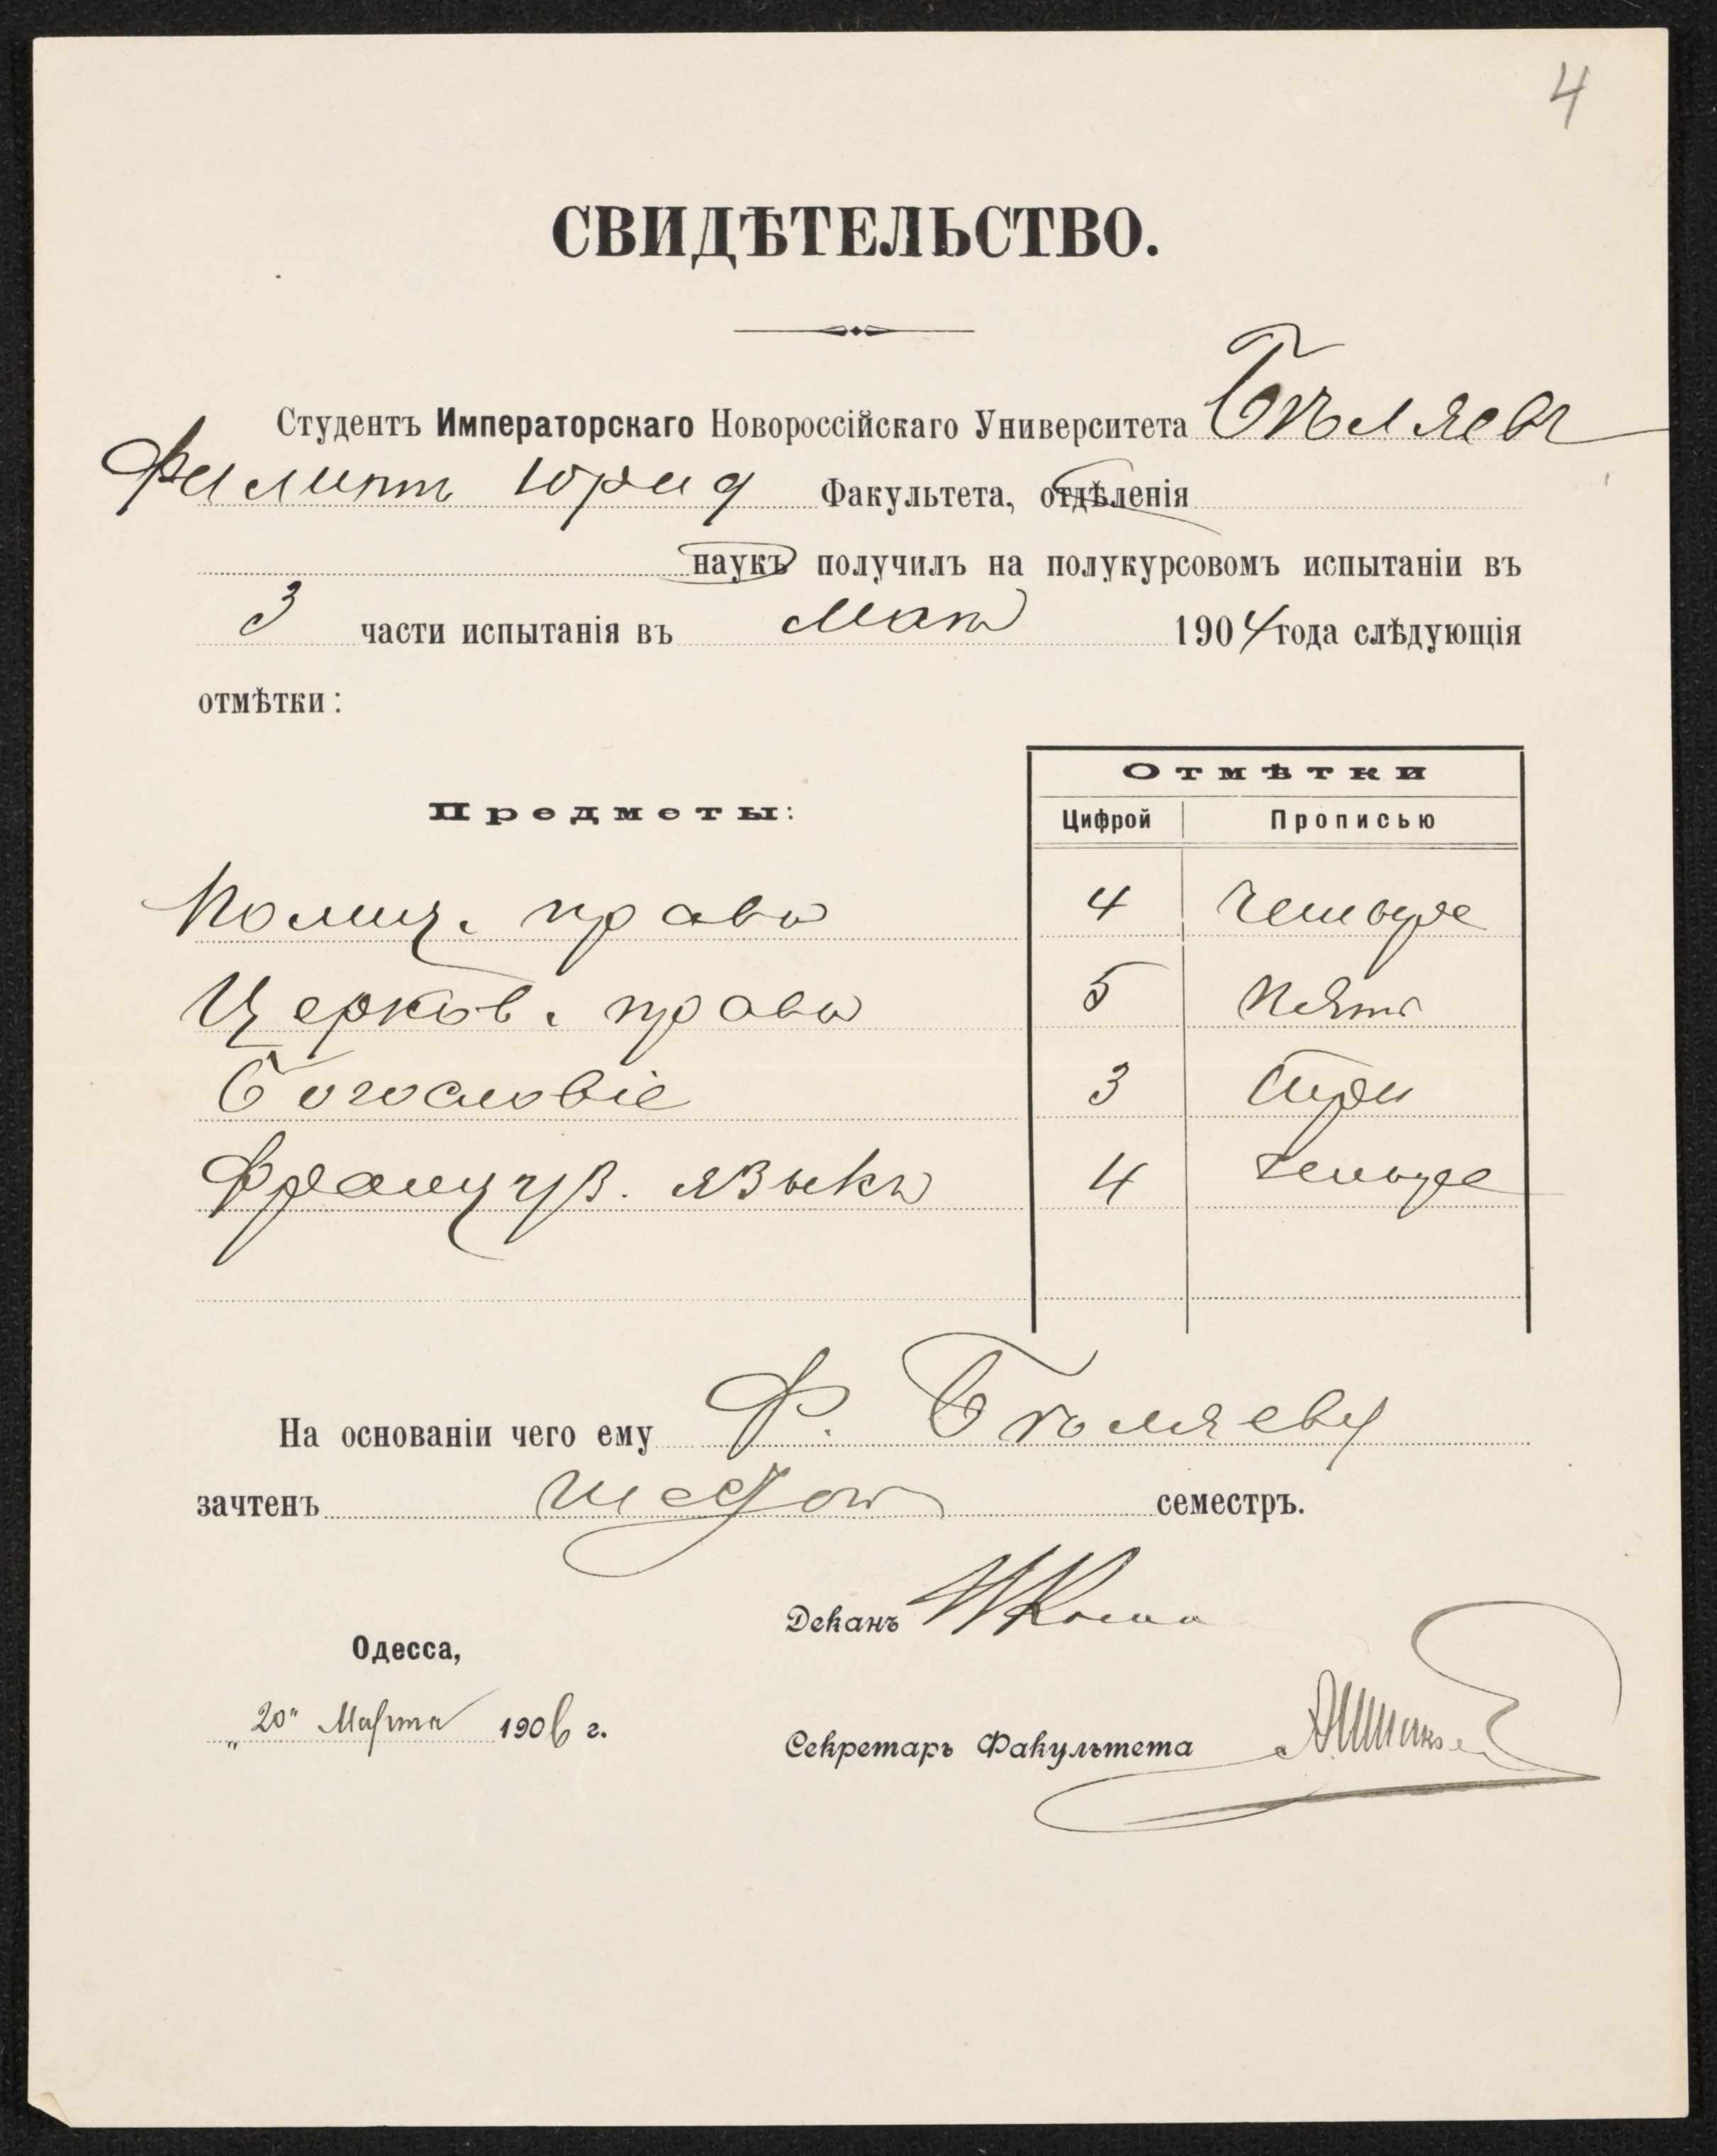 4
СВИДѢТЕЛЬСТВО.
Студентъ Императорскаго Новороссійскаго Университета Бѣляевъ
Филиппъ Юрид Факультета, отдѣленія
наукъ получилъ на полукурсовомъ испытаніи въ
3 части испытанія въ маѣ 1904 года слѣдующія
отмѣтки:
Отмѣтки
Предметы:
Цифрой Прописью
Полиц. право 4 Четыре
Церков. право 5 Пять
Богословіе 3 Три
Француз. языкъ 4 Четыре
На основаніи чего ему Ф. Бѣляеву
зачтенъ шестой семестръ.
Деканъ
Одесса,
„20" Марта 1906 г.
Секретарь Факультета